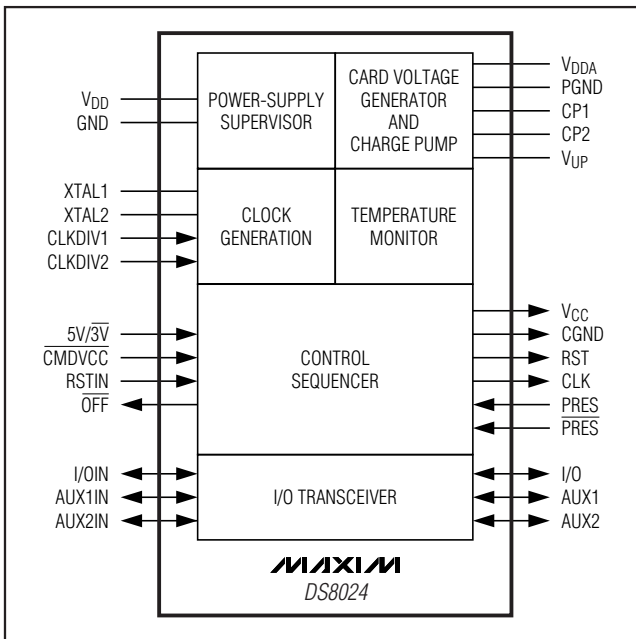 POWER-SUPPLY
SUPERVISOR
CARD VOLTAGE
GENERATOR
AND
CHARGE PUMP
CLOCK
GENERATION
TEMPERATURE
MONITOR
CONTROL
SEQUENCER
I/O TRANSCEIVER
VDD
GND
XTAL1
XTAL2
CLKDIV1
CLKDIV2
5V/3V
CMDVCC
RSTIN
OFF
I/OIN
AUX1IN
AUX2IN
VDDA
PGND
CP1
CP2
VUP
VCC
CGND
RST
CLK
PRES
PRES
I/O
AUX1
AUX2
MAXIM
DS8024